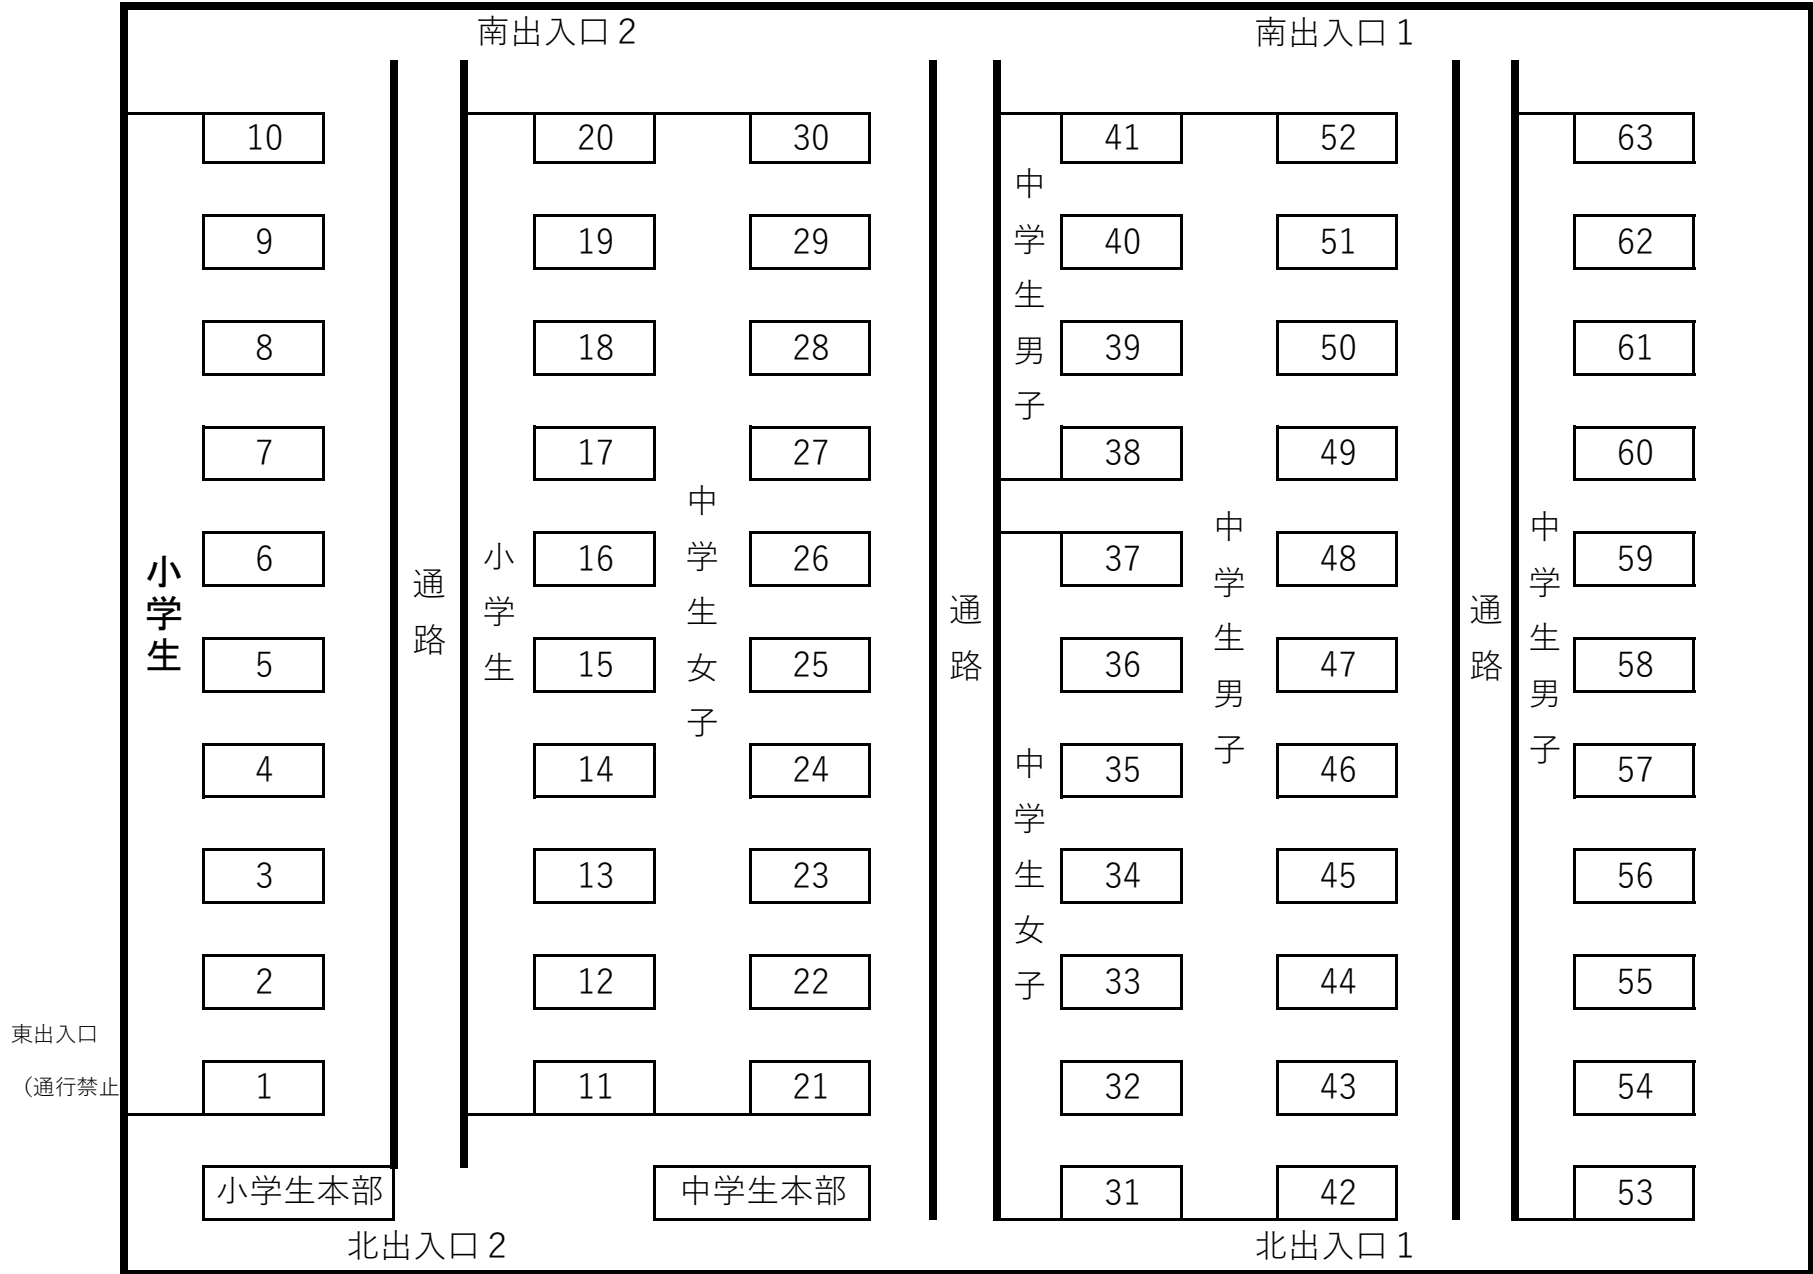 南出入口２ 南出入口１
10 20 30 41 52 63
9 19 29 40 51 62
8 18 28 39 50 61
7 17 27 38 49 60
6 16 26 37 48 59
5 15 25 36 47 58
4 14 24 35 46 57
3 13 23 34 45 56
2 12 22 33 44 55
1 11 21 32 43 54
31 42 53
小学生
通路
小学生
中学生女子
通路
中学生男子
中学生女子
中学生男子
通路
中学生男子
東出入口
（通行禁止
小学生本部 中学生本部
北出入口２ 北出入口１